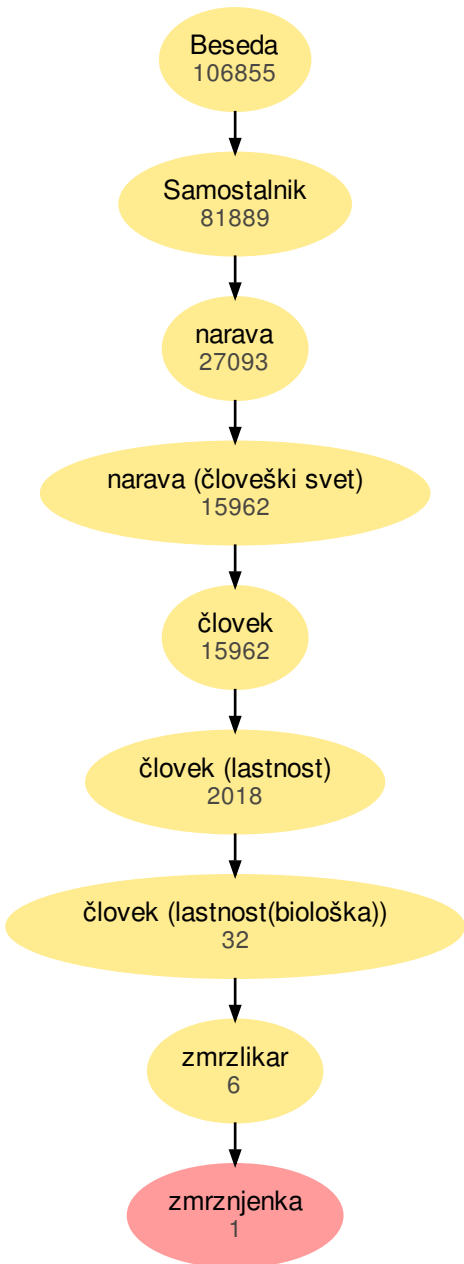 Beseda
106855
Samostalnik
81889
narava
27093
narava (človeški svet)
15962
človek
15962
človek (lastnost)
2018
človek (lastnost(biološka))
32
zmrzlikar
6
zmrznjenka
1